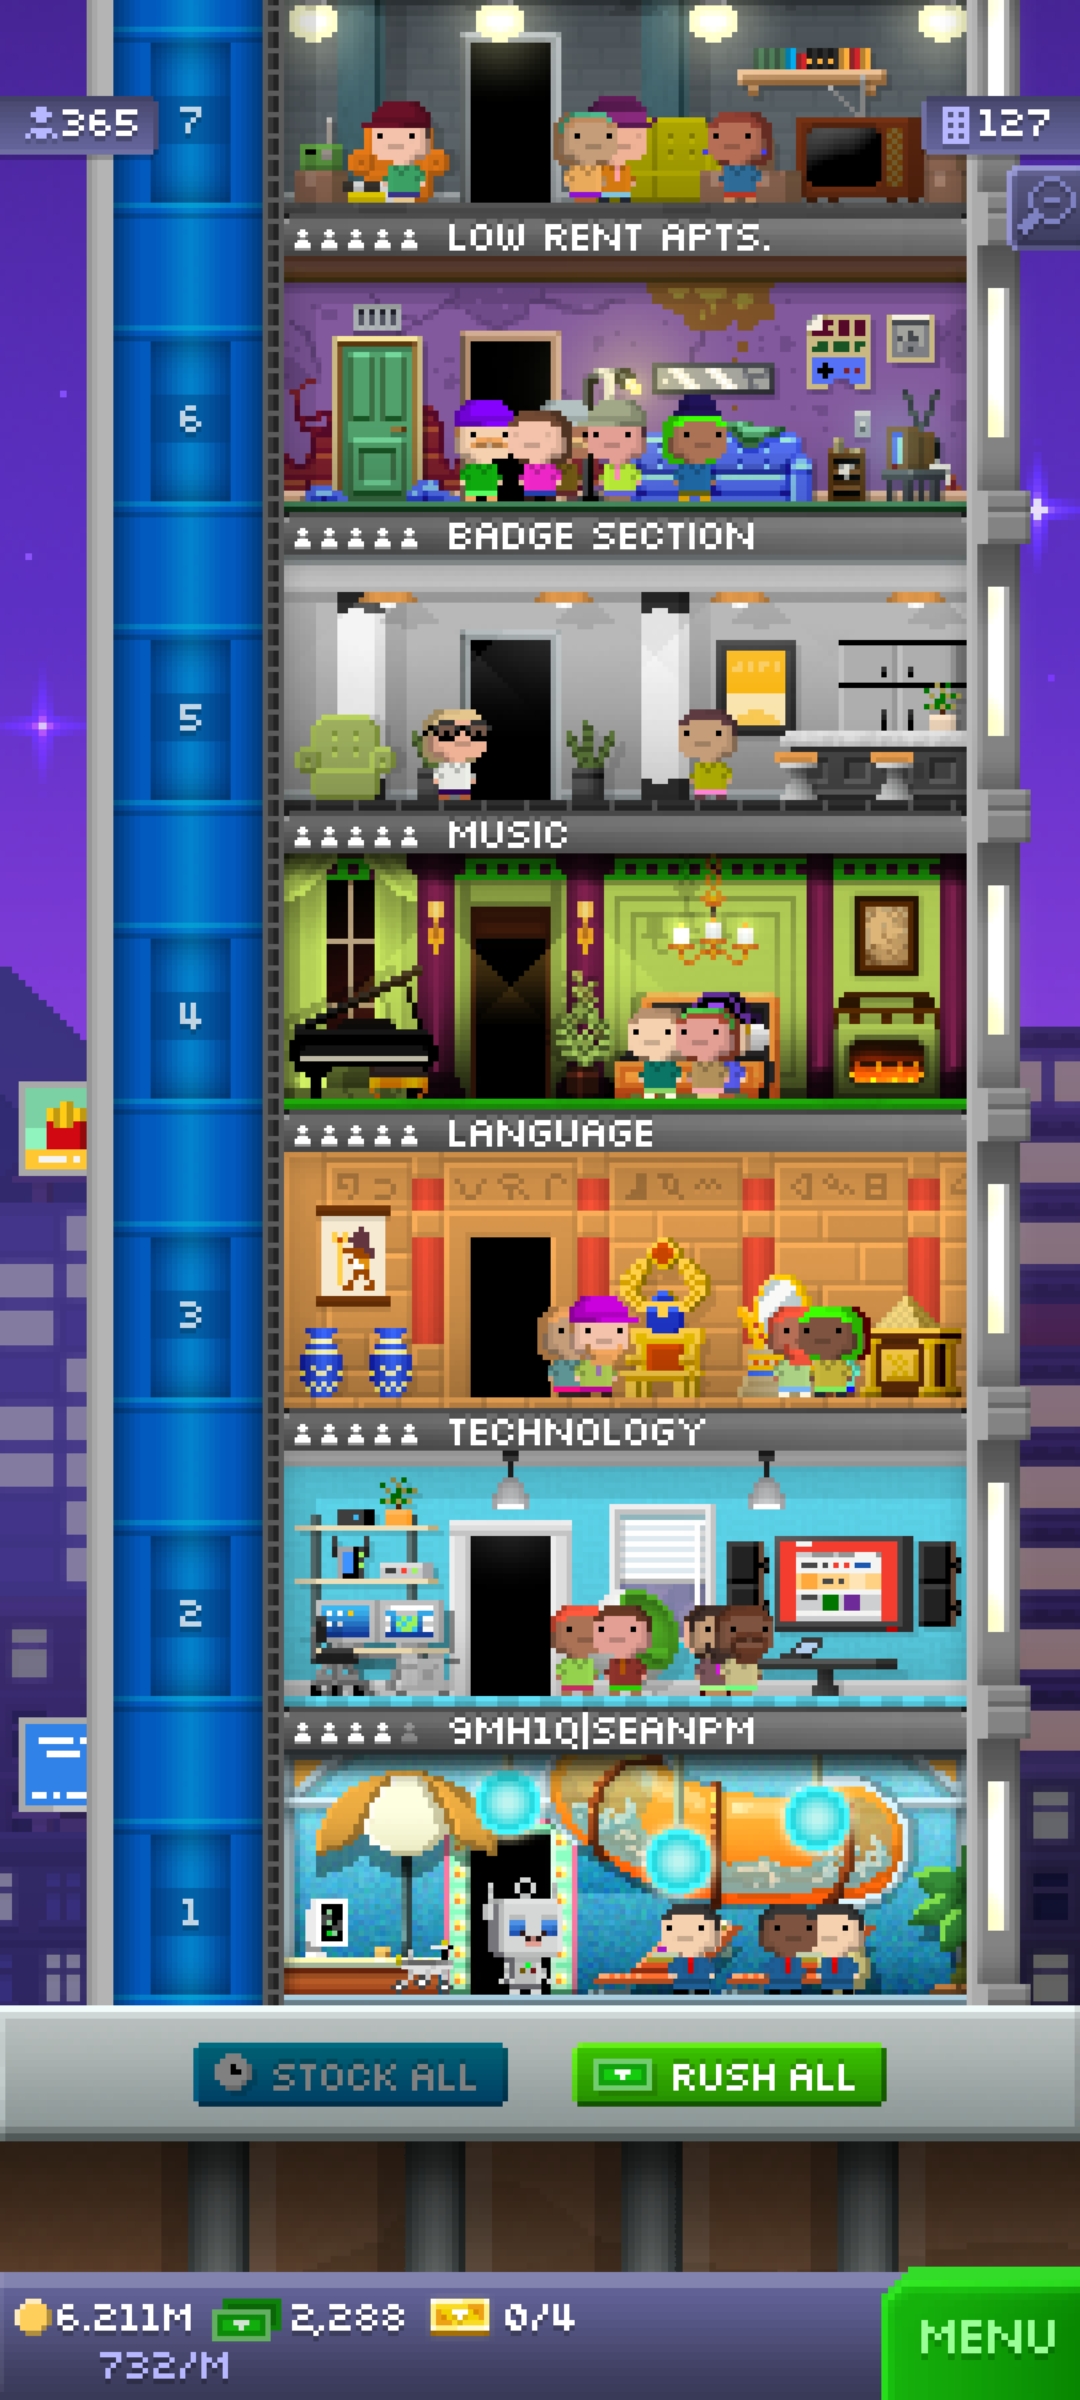 365
7
127
LOW RENT APTS.
6
BADGE SECTION
5
MUSIC
4
LANGUAGE
3
TECHNOLOGY
2
9MH1Q|SEANPM
1
STOCK ALL
RUSH ALL
6.211M
2,288
0/4
732/M
MENU